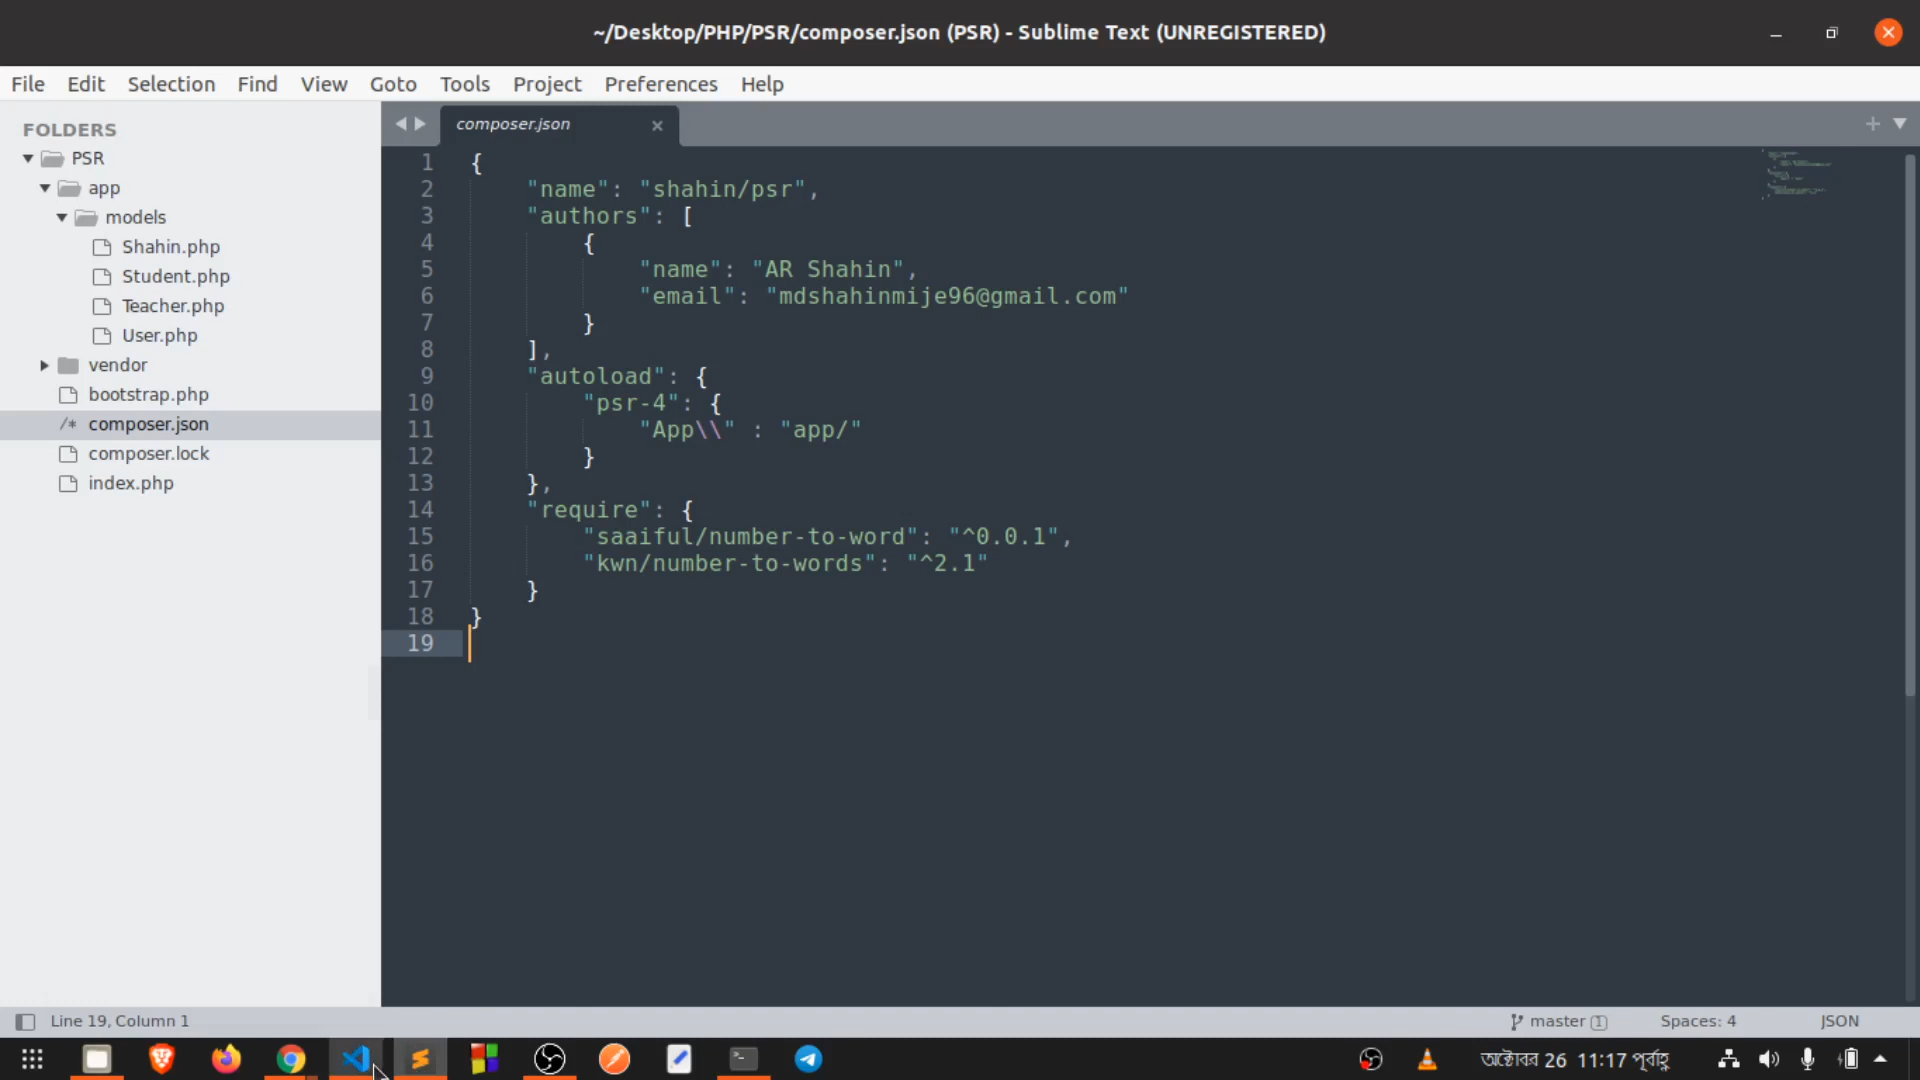 ~/Desktop/PHP/PSR/composer.json (PSR) - Sublime Text (UNREGISTERED)
File Edit Selection Find View Goto Tools Project Preferences Help
FOLDERS
PSR
app
models
Shahin.php
Student.php
Teacher.php
User.php
vendor
bootstrap.php
/* composer.json
composer.lock
index.php
composer.json
1 {
2 "name": "shahin/psr",
3 "authors": [
4 {
5 "name": "AR Shahin",
6 "email": "mdshahinmije96@gmail.com"
7 }
8 ],
9 "autoload": {
10 "psr-4": {
11 "App\\" : "app/"
12 }
13 },
14 "require": {
15 "saaiful/number-to-word": "^0.0.1",
16 "kwn/number-to-words": "^2.1"
17 }
18 }
19
Line 19, Column 1
master 1
Spaces: 4
JSON
অক্টোবর 26 11:17 পূর্বাহ্ণ